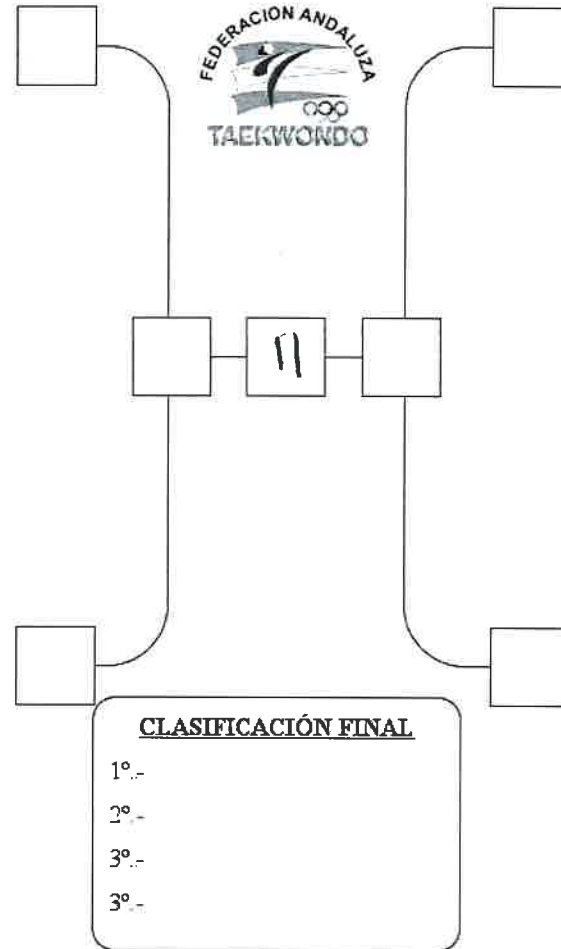 FEDERACION ANDALUZA
TAEKWONDO
11
CLASIFICACIÓN FINAL
1º.-
2º.-
3º.-
3º.-